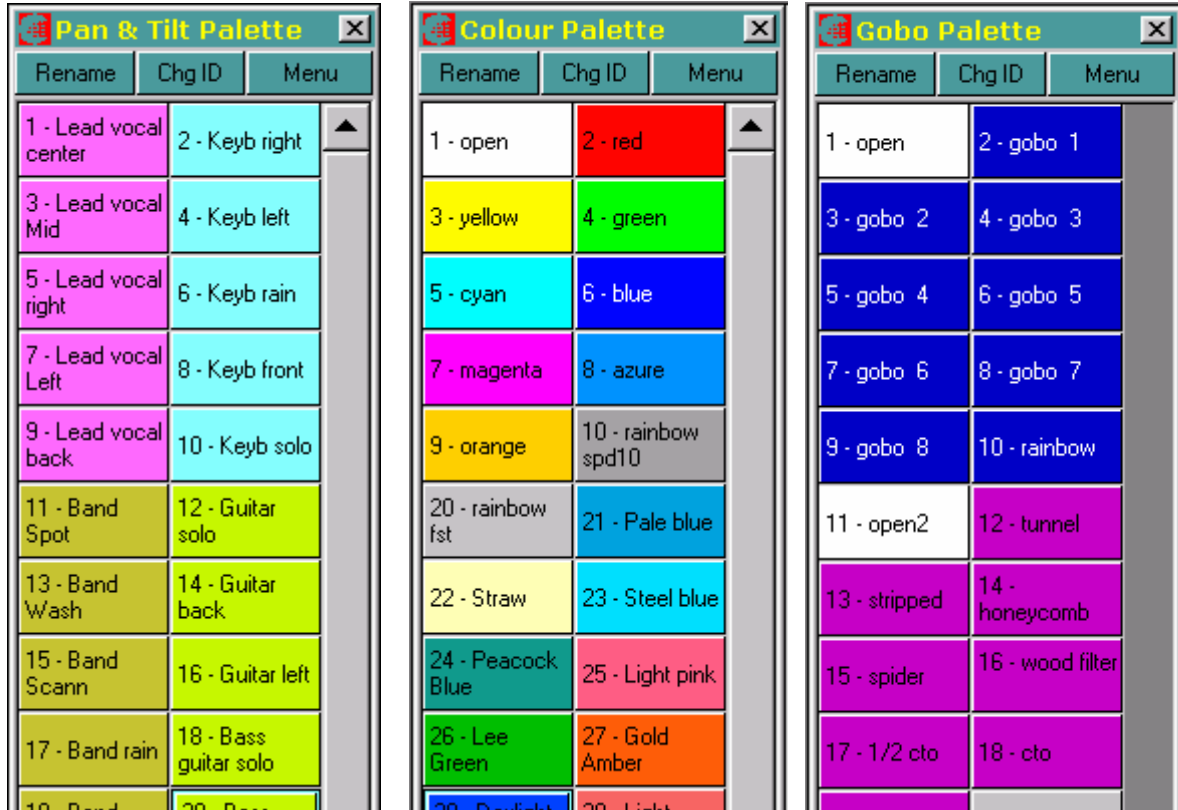 Pan & Tilt Palette
Rename Chg ID Menu
1 - Lead vocal
center
2 - Keyb right
3 - Lead vocal
Mid
4 - Keyb left
5 - Lead vocal
right
6 - Keyb rain
7 - Lead vocal
Left
8 - Keyb front
9 - Lead vocal
back
10 - Keyb solo
11 - Band
Spot
12 - Guitar
solo
13 - Band
Wash
14 - Guitar
back
15 - Band
Scann
16 - Guitar left
17 - Band rain
18 - Bass
guitar solo
19 - Band
20 - Bass
Colour Palette
Rename Chg ID Menu
1 - open
2 - red
3 - yellow
4 - green
5 - cyan
6 - blue
7 - magenta
8 - azure
9 - orange
10 - rainbow
spd10
20 - rainbow
fst
21 - Pale blue
22 - Straw
23 - Steel blue
24 - Peacock
Blue
25 - Light pink
26 - Lee
Green
27 - Gold
Amber
28 - Daylight
29 - Light
Gobo Palette
Rename Chg ID Menu
1 - open
2 - gobo 1
3 - gobo 2
4 - gobo 3
5 - gobo 4
6 - gobo 5
7 - gobo 6
8 - gobo 7
9 - gobo 8
10 - rainbow
11 - open2
12 - tunnel
13 - stripped
14 -
honeycomb
15 - spider
16 - wood filter
17 - 1/2 cto
18 - cto